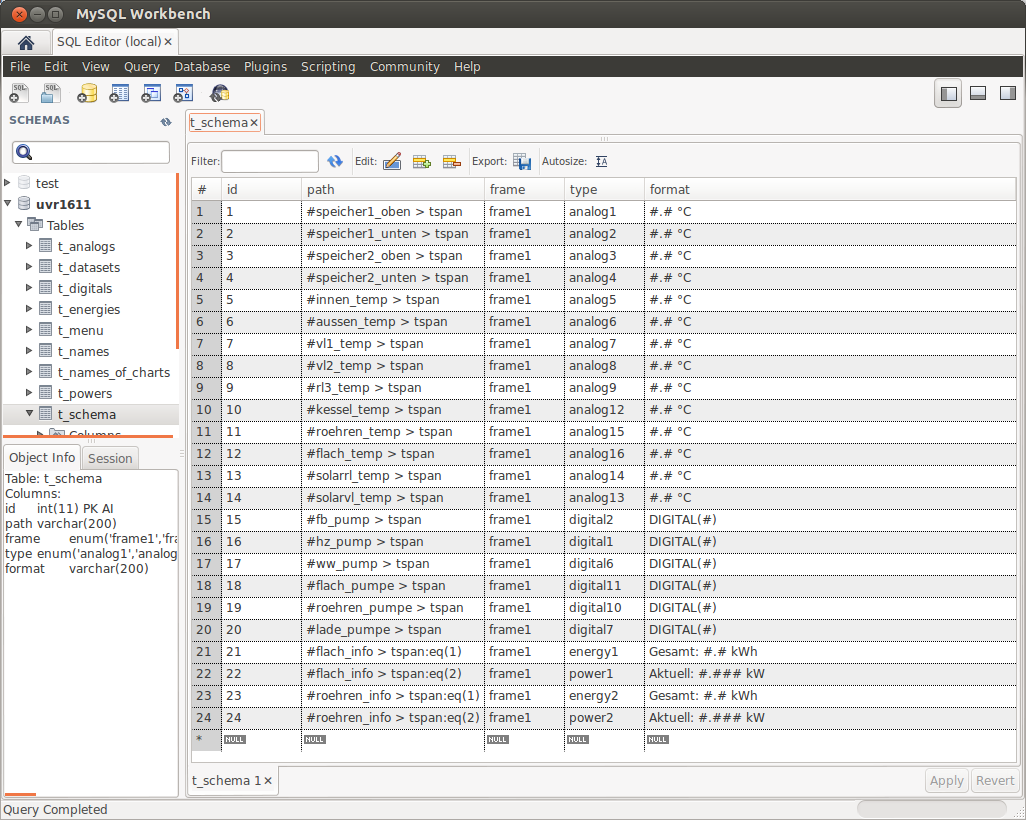 MySQL Workbench
SQL Editor (local)
File Edit View Query Database Plugins Scripting Community Help
SQL SQL
SCHEMAS
test
uvr1611
Tables
t_analogs
t_datasets
t_digitals
t_energies
t_menu
t_names
t_names_of_charts
t_powers
t_schema
Columns
Object Info Session
Table: t_schema
Columns:
id int(11) PK AI
path varchar(200)
frame enum('frame1','fra
type enum('analog1','analog
format varchar(200)
t_schema
Filter: Edit: Export: Autosize:
# id path frame type format
1 1 #speicher1_oben > tspan frame1 analog1 #.# °C
2 2 #speicher1_unten > tspan frame1 analog2 #.# °C
3 3 #speicher2_oben > tspan frame1 analog3 #.# °C
4 4 #speicher2_unten > tspan frame1 analog4 #.# °C
5 5 #innen_temp > tspan frame1 analog5 #.# °C
6 6 #aussen_temp > tspan frame1 analog6 #.# °C
7 7 #vl1_temp > tspan frame1 analog7 #.# °C
8 8 #vl2_temp > tspan frame1 analog8 #.# °C
9 9 #rl3_temp > tspan frame1 analog9 #.# °C
10 10 #kessel_temp > tspan frame1 analog12 #.# °C
11 11 #roehren_temp > tspan frame1 analog15 #.# °C
12 12 #flach_temp > tspan frame1 analog16 #.# °C
13 13 #solarrl_temp > tspan frame1 analog14 #.# °C
14 14 #solarvl_temp > tspan frame1 analog13 #.# °C
15 15 #fb_pump > tspan frame1 digital2 DIGITAL(#)
16 16 #hz_pump > tspan frame1 digital1 DIGITAL(#)
17 17 #ww_pump > tspan frame1 digital6 DIGITAL(#)
18 18 #flach_pumpe > tspan frame1 digital11 DIGITAL(#)
19 19 #roehren_pumpe > tspan frame1 digital10 DIGITAL(#)
20 20 #lade_pumpe > tspan frame1 digital7 DIGITAL(#)
21 21 #flach_info > tspan:eq(1) frame1 energy1 Gesamt: #.# kWh
22 22 #flach_info > tspan:eq(2) frame1 power1 Aktuell: #.### kW
23 23 #roehren_info > tspan:eq(1) frame1 energy2 Gesamt: #.# kWh
24 24 #roehren_info > tspan:eq(2) frame1 power2 Aktuell: #.### kW
* NULL NULL NULL NULL NULL
t_schema 1
Apply Revert
Query Completed